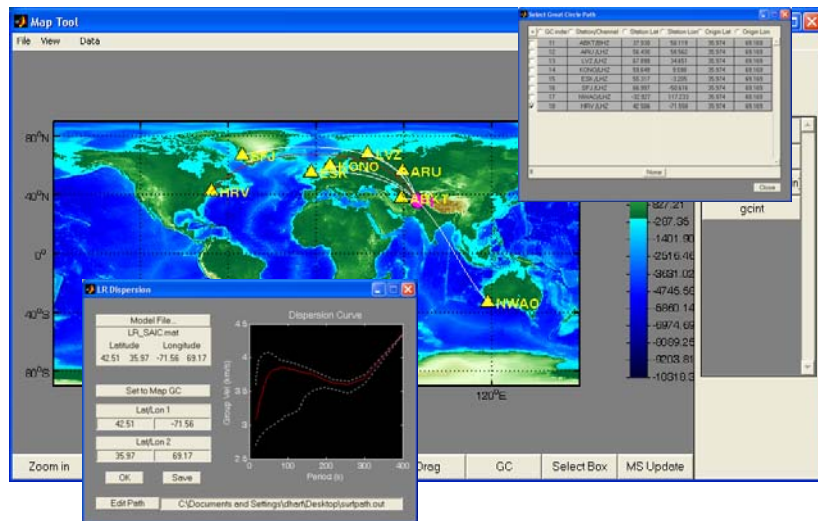 Map Tool
File View Data
80°N
40°N
0°
40°S
80°S
120°E
SFJ
LVZ
KONO
ESK
ARU
HRV
ABKT
NWAO
827.21
-207.35
-1401.90
-2516.46
-3631.02
-4745.56
-5860.14
-6974.69
-8089.25
-9203.81
-10318.3
gcint
Zoom in
Drag
GC
Select Box
MS Update
Select Great Circle Path
GC index Station/Channel Station Lat Station Lon Origin Lat Origin Lon
11 ABKT/BHZ 37.930 58.119 35.974 69.169
12 ARU/LHZ 56.430 58.562 35.974 69.169
13 LVZ/LHZ 67.898 34.651 35.974 69.169
14 KONO/LHZ 59.649 35.974 69.169
15 ESK/LHZ 55.317 -3.205 35.974 69.169
16 SFJ/LHZ 66.997 -50.616 35.974 69.169
17 NWAO/LHZ -32.927 117.233 35.974 69.169
18 HRV/LHZ 42.506 -71.558 35.974 69.169
None
Close
LR Dispersion
Model File...
LR_SAIC.mat
Latitude Longitude
42.51 35.97 -71.56 69.17
Set to Map GC
Lat/Lon 1
42.51 -71.56
Lat/Lon 2
35.97 69.17
OK Save
Edit Path C:\Documents and Settings\dhart\Desktop\surfpath.out
Dispersion Curve
Group Vel (km/s)
4.5
4
3.5
3
2.5
0 100 200 300 400
Period (s)